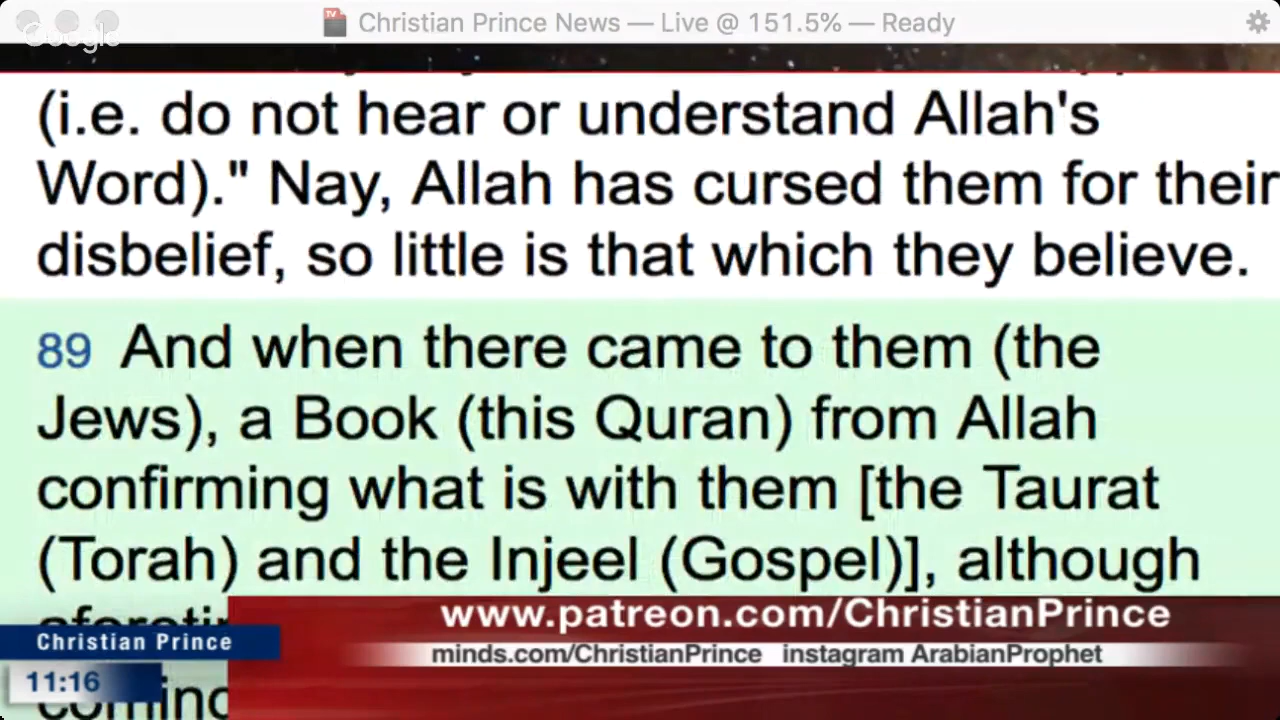 Christian Prince News — Live @ 151.5% — Ready
Google
(i.e. do not hear or understand Allah's
Word)." Nay, Allah has cursed them for their
disbelief, so little is that which they believe.
89 And when there came to them (the
Jews), a Book (this Quran) from Allah
confirming what is with them [the Taurat
(Torah) and the Injeel (Gospel)], although
www.patreon.com/ChristianPrince
Christian Prince
minds.com/ChristianPrince instagram ArabianProphet
11:16